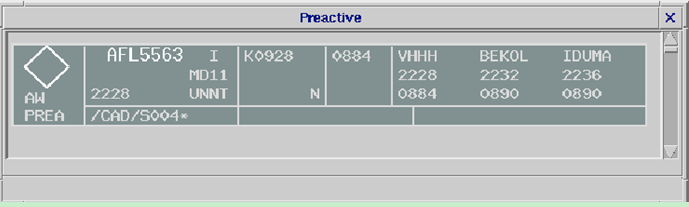 Preactive
AFL5563 I K0928 0884 VHHH BEKOL IDUMA
MD11 2228 2232 2236
AW 2228 UNNT N 0884 0890 0890
PREA /CAD/S004*